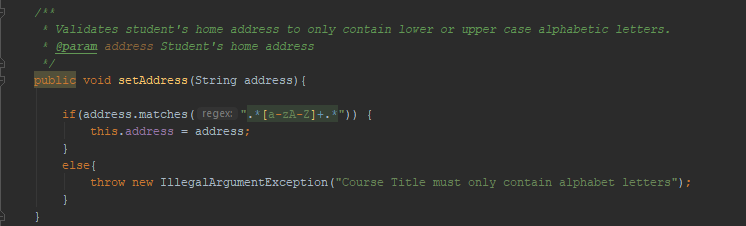 /**
* Validates student's home address to only contain lower or upper case alphabetic letters.
* @param address Student's home address
*/
public void setAddress(String address){
if(address.matches( regex: ".*[a-zA-Z]+.*")) {
this.address = address;
}
else{
throw new IllegalArgumentException("Course Title must only contain alphabet letters");
}
}